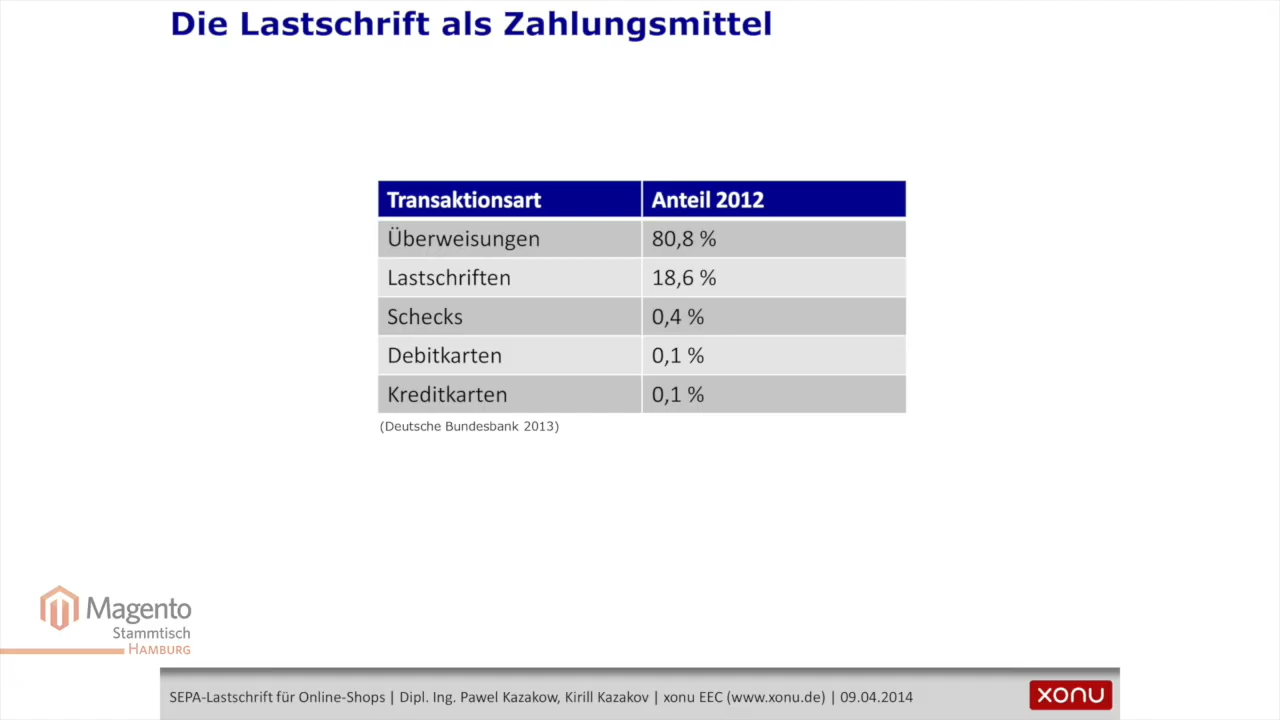 Die Lastschrift als Zahlungsmittel
Transaktionsart Anteil 2012
Überweisungen 80,8 %
Lastschriften 18,6 %
Schecks 0,4 %
Debitkarten 0,1 %
Kreditkarten 0,1 %
(Deutsche Bundesbank 2013)
Magento
Stammtisch
HAMBURG
SEPA-Lastschrift für Online-Shops | Dipl. Ing. Pawel Kazakow, Kirill Kazakov | xonu EEC (www.xonu.de) | 09.04.2014
xonu